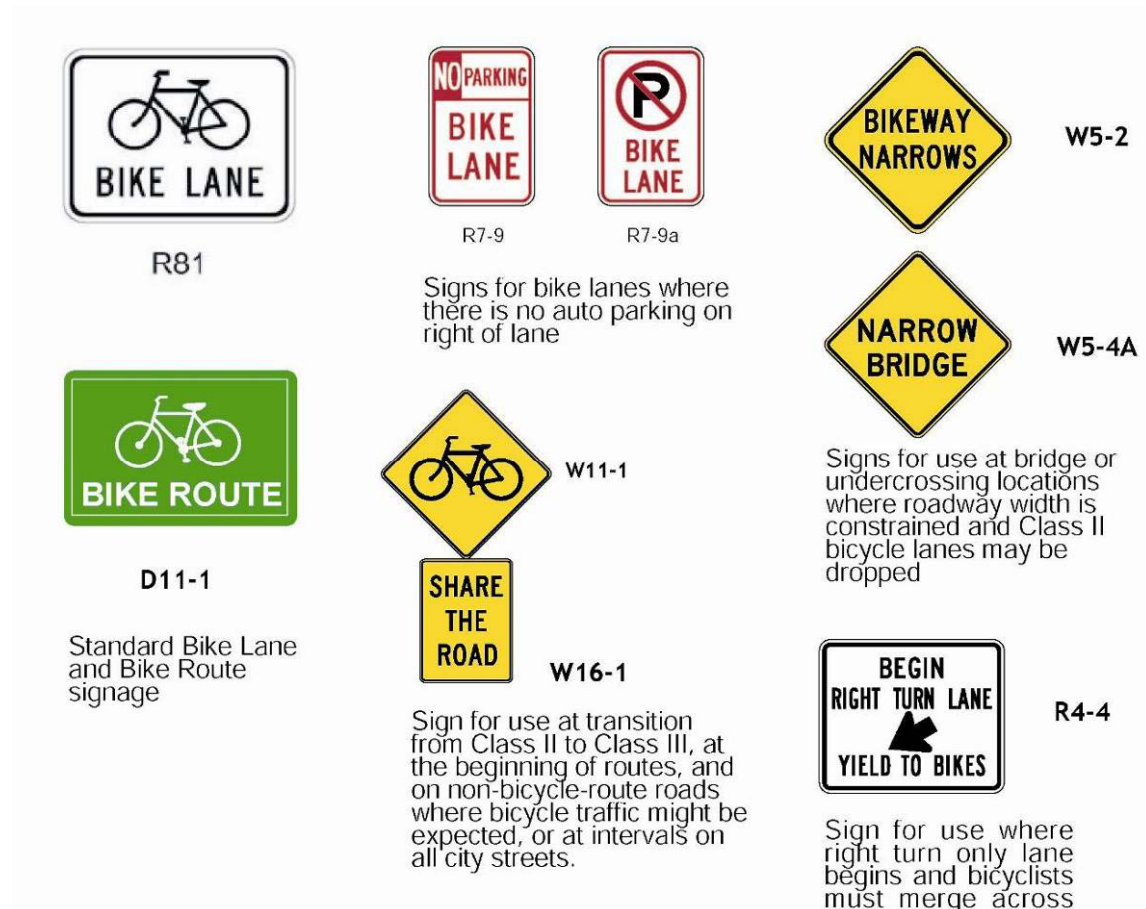 BIKE LANE
R81
BIKE ROUTE
D11-1
Standard Bike Lane
and Bike Route
signage
NO PARKING
BIKE
LANE
R7-9
P
BIKE
LANE
R7-9a
Signs for bike lanes where
there is no auto parking on
right of lane
W11-1
SHARE
THE
ROAD
W16-1
Sign for use at transition
from Class II to Class III, at
the beginning of routes, and
on non-bicycle-route roads
where bicycle traffic might be
expected, or at intervals on
all city streets.
BIKEWAY
NARROWS
W5-2
NARROW
BRIDGE
W5-4A
Signs for use at bridge or
undercrossing locations
where roadway width is
constrained and Class II
bicycle lanes may be
dropped
BEGIN
RIGHT TURN LANE
YIELD TO BIKES
R4-4
Sign for use where
right turn only lane
begins and bicyclists
must merge across